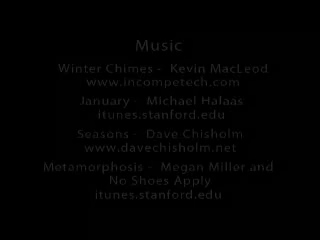 Music
Winter Chimes - Kevin MacLeod
www.incompetech.com
January - Michael Halaas
itunes.stanford.edu
Seasons - Dave Chisholm
www.davechisholm.net
Metamorphosis - Megan Miller and
No Shoes Apply
itunes.stanford.edu